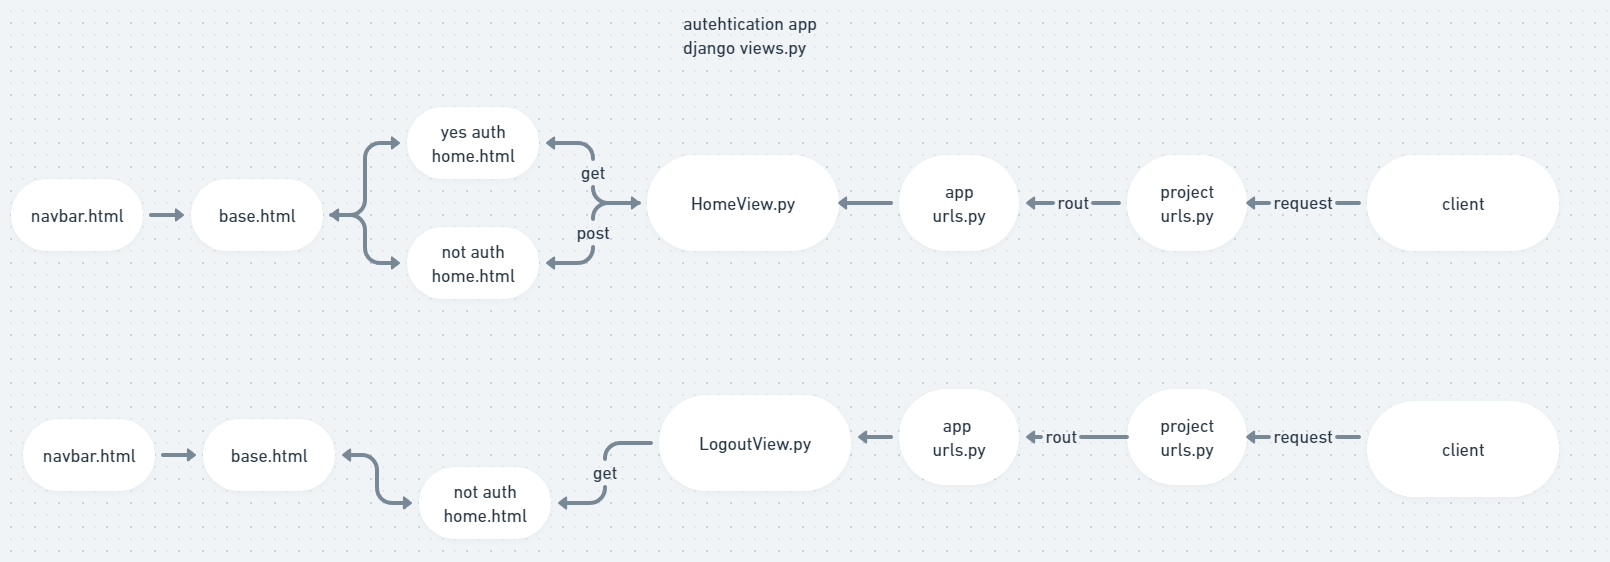 autehtication app
django views.py
yes auth
home.html
get
navbar.html
base.html
HomeView.py
app
urls.py
rout
project
urls.py
request
client
post
not auth
home.html
navbar.html
base.html
not auth
home.html
get
LogoutView.py
app
urls.py
rout
project
urls.py
request
client